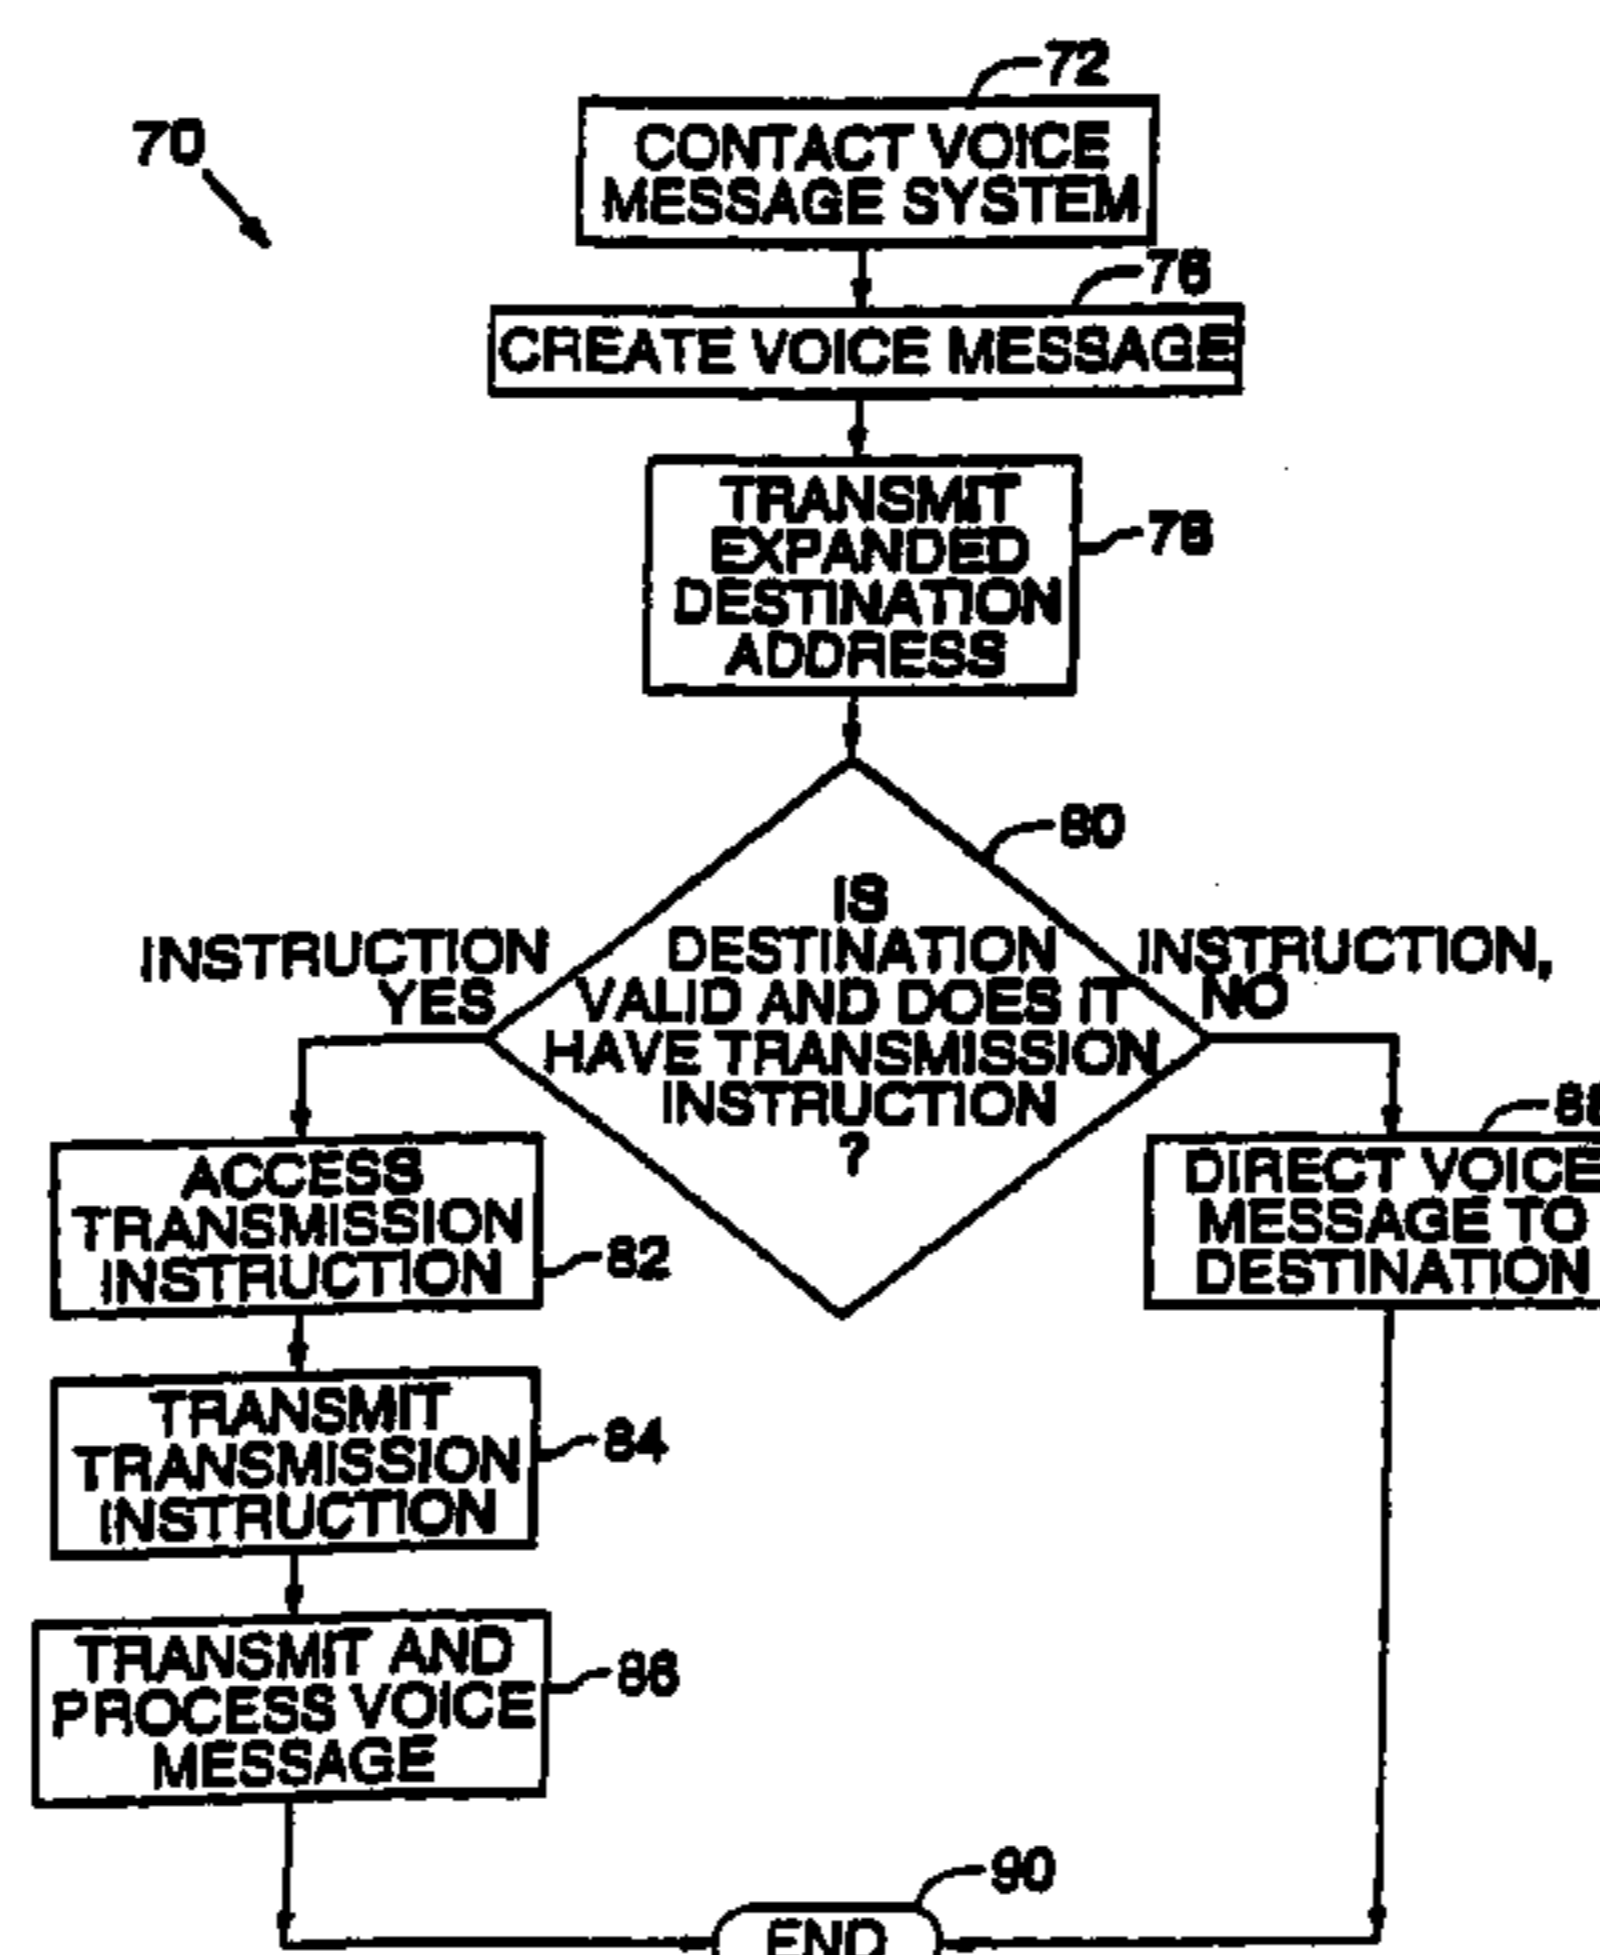 72
70
CONTACT VOICE
MESSAGE SYSTEM
76
CREATE VOICE MESSAGE
TRANSMIT
EXPANDED
DESTINATION
ADDRESS
78
80
IS
DESTINATION
VALID AND DOES IT
HAVE TRANSMISSION
INSTRUCTION
?
INSTRUCTION
YES
INSTRUCTION,
NO
ACCESS
TRANSMISSION
INSTRUCTION
82
DIRECT VOICE
MESSAGE TO
DESTINATION
TRANSMIT
TRANSMISSION
INSTRUCTION
84
TRANSMIT AND
PROCESS VOICE
MESSAGE
86
90
END